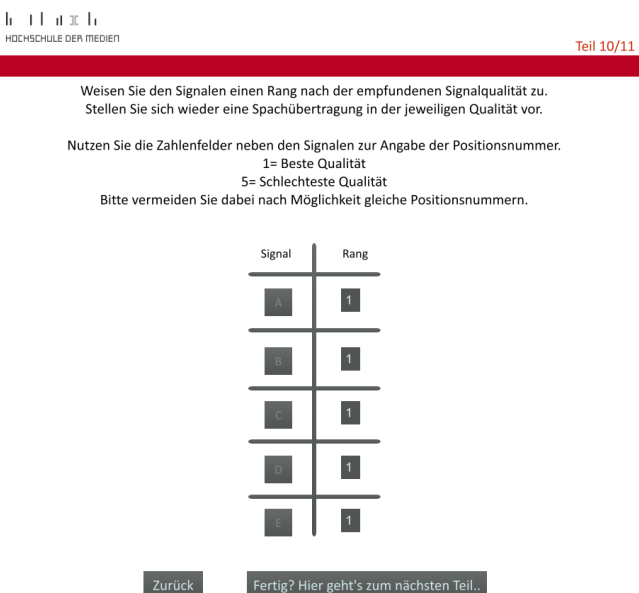 HOCHSCHULE DER MEDIEN
Teil 10/11
Weisen Sie den Signalen einen Rang nach der empfundenen Signalqualität zu.
Stellen Sie sich wieder eine Spachübertragung in der jeweiligen Qualität vor.
Nutzen Sie die Zahlenfelder neben den Signalen zur Angabe der Positionsnummer.
1= Beste Qualität
5= Schlechteste Qualität
Bitte vermeiden Sie dabei nach Möglichkeit gleiche Positionsnummern.
Signal Rang
A 1
B 1
C 1
D 1
E 1
Zurück Fertig? Hier geht's zum nächsten Teil..